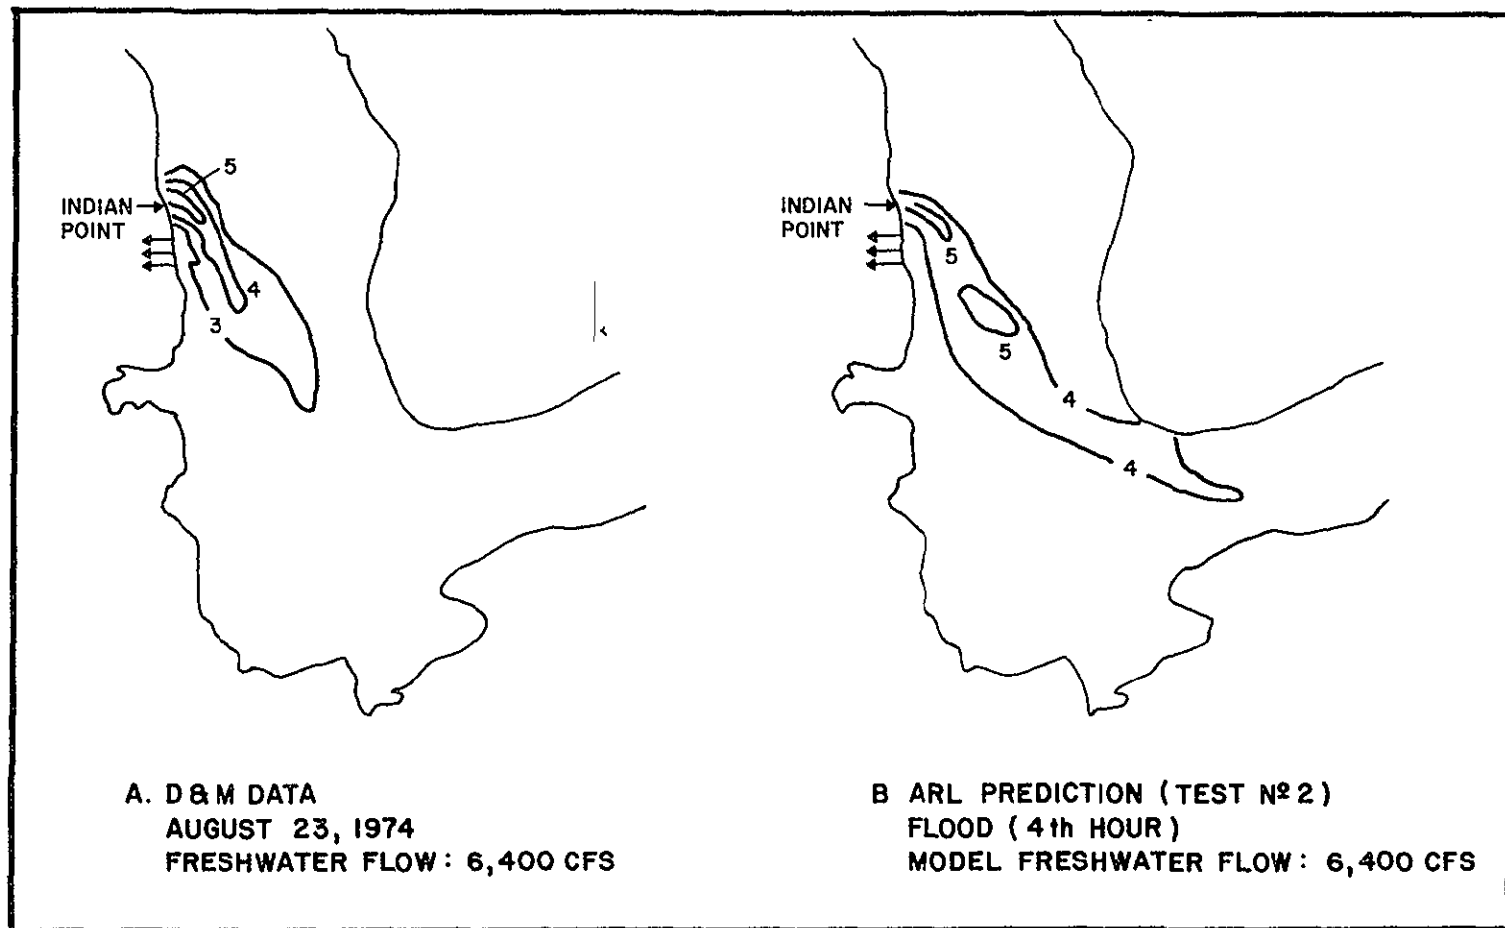 5
INDIAN
POINT
4
3
INDIAN
POINT
5
5
4
4
A. D & M DATA
AUGUST 23, 1974
FRESHWATER FLOW: 6,400 CFS
B ARL PREDICTION (TEST Nº 2)
FLOOD (4th HOUR)
MODEL FRESHWATER FLOW: 6,400 CFS